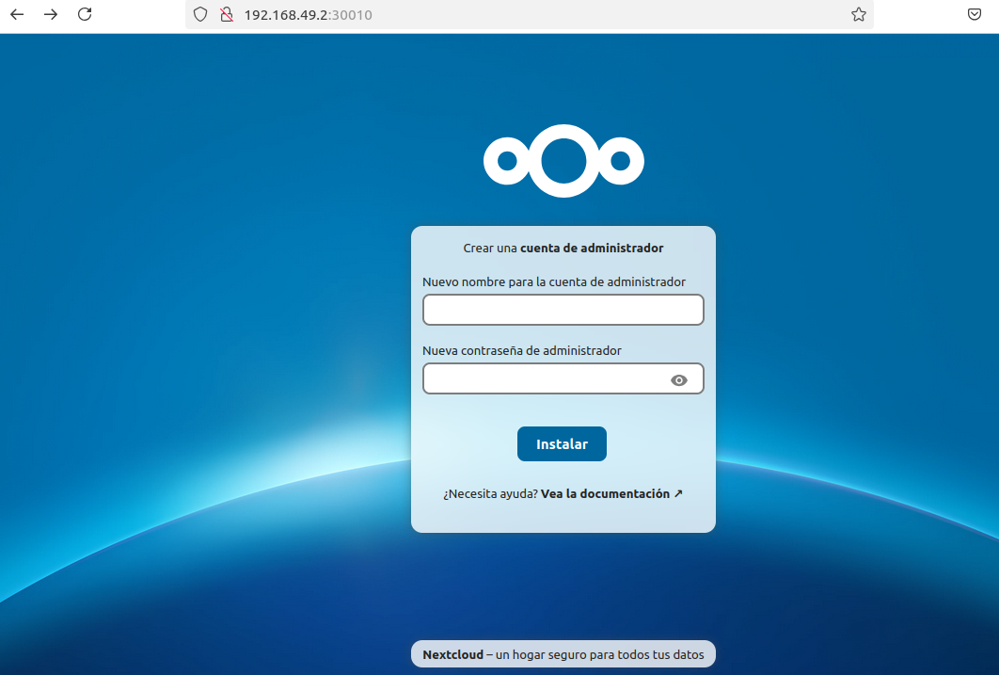 192.168.49.2:30010
Crear una cuenta de administrador
Nuevo nombre para la cuenta de administrador
Nueva contraseña de administrador
Instalar
¿Necesita ayuda? Vea la documentación ↗
Nextcloud – un hogar seguro para todos tus datos